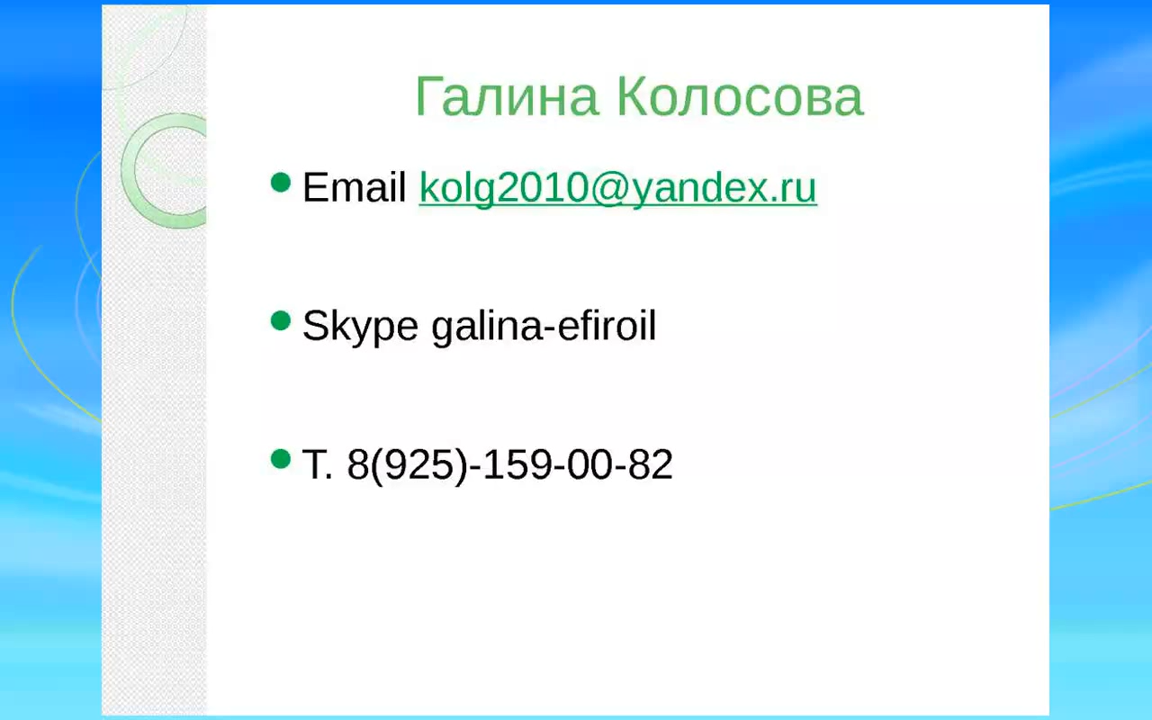 Галина Колосова
Email kolg2010@yandex.ru
Skype galina-efiroil
Т. 8(925)-159-00-82